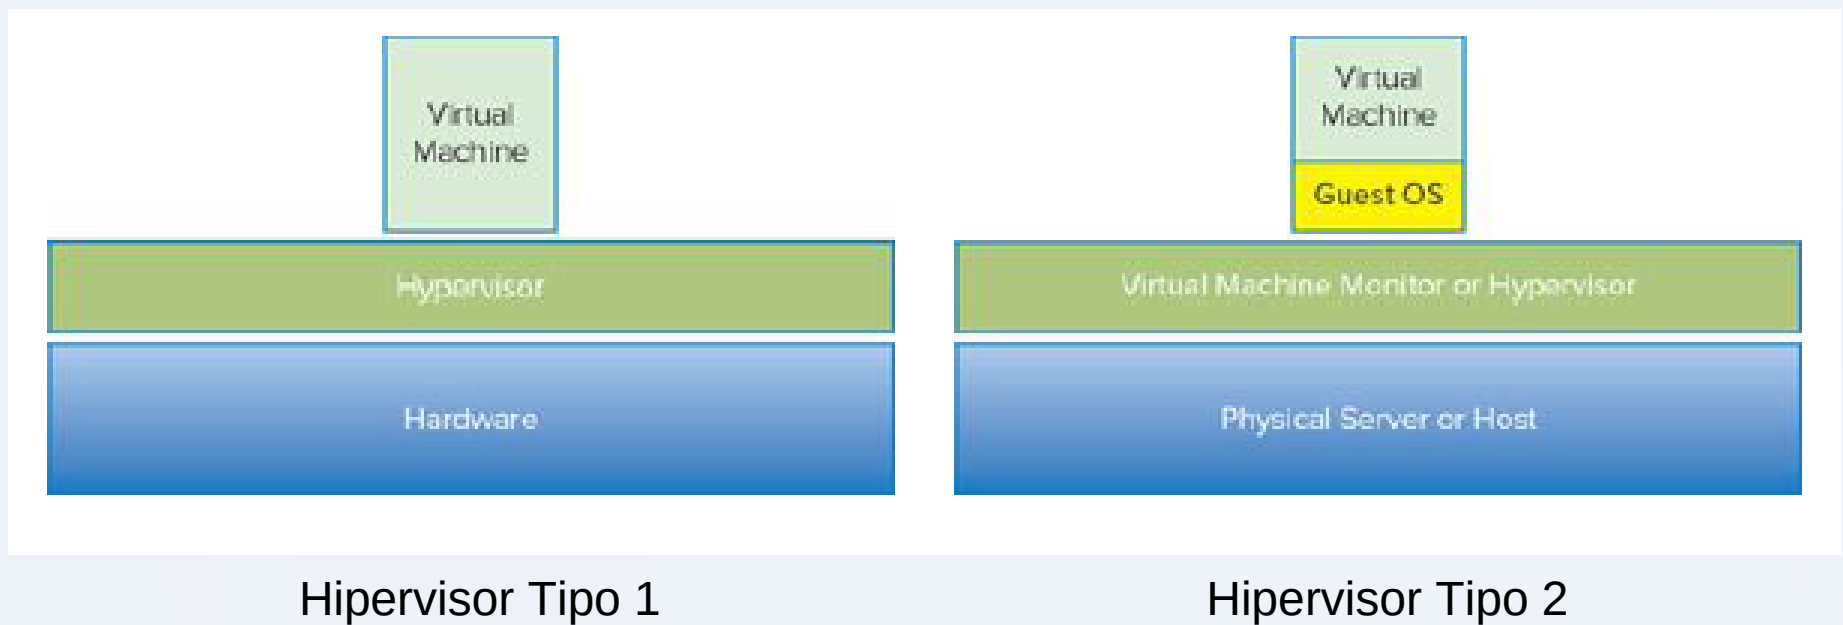 Virtual
Machine
Hypervisor
Hardware
Virtual
Machine
Guest OS
Virtual Machine Monitor or Hypervisor
Physical Server or Host
Hipervisor Tipo 1
Hipervisor Tipo 2